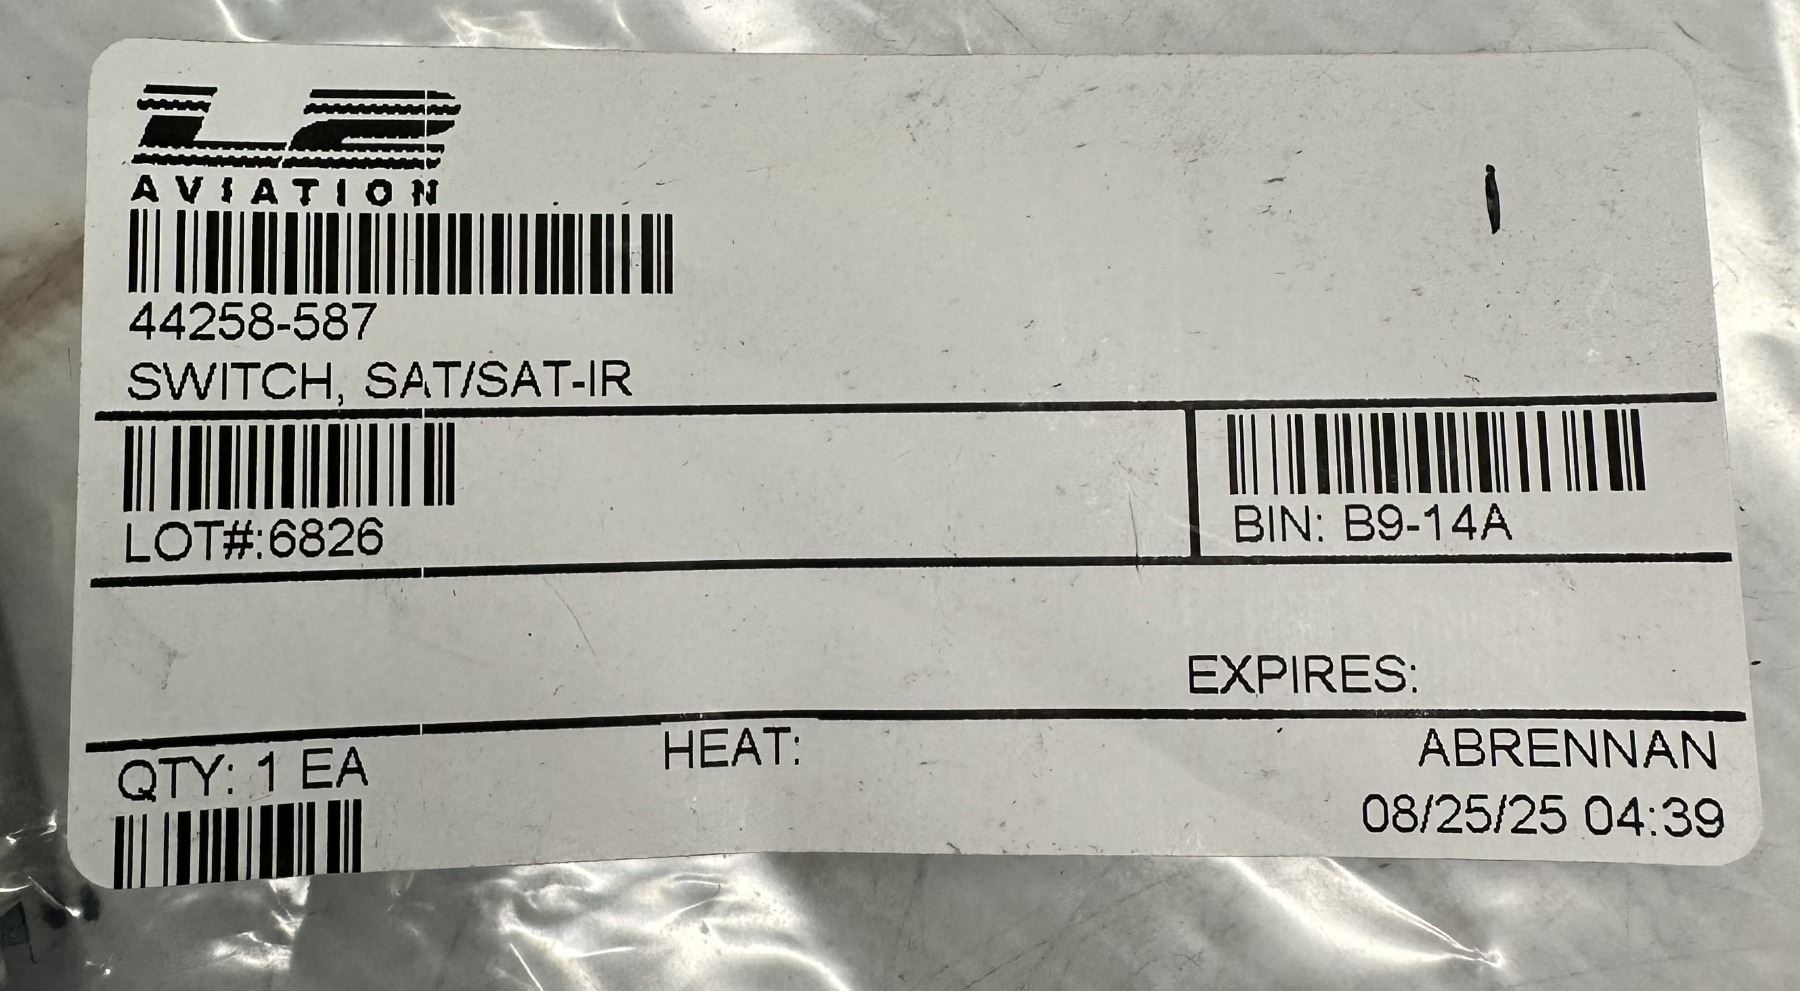 L2
AVIATION
44258-587
SWITCH, SAT/SAT-IR
LOT#:6826
BIN: B9-14A
EXPIRES:
QTY: 1 EA
HEAT:
ABRENNAN
08/25/25 04:39